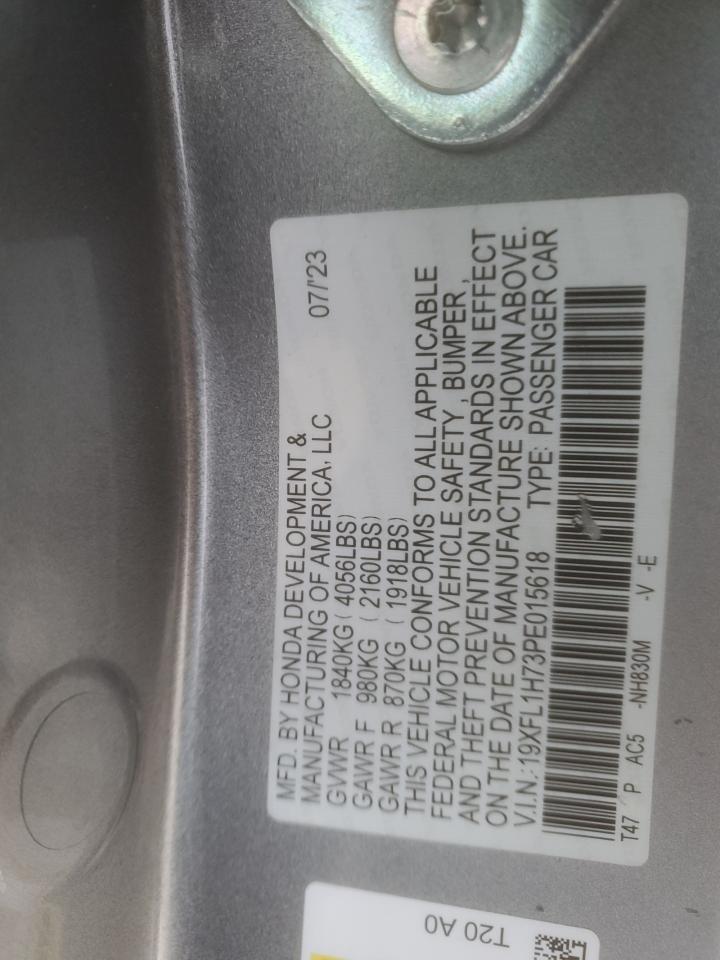 MFD. BY HONDA DEVELOPMENT &
MANUFACTURING OF AMERICA, LLC 07/'23
GVWR 1840KG ( 4056LBS)
GAWR F 980KG ( 2160LBS)
GAWR R 870KG ( 1918LBS)
THIS VEHICLE CONFORMS TO ALL APPLICABLE
FEDERAL MOTOR VEHICLE SAFETY , BUMPER ,
AND THEFT PREVENTION STANDARDS IN EFFECT
ON THE DATE OF MANUFACTURE SHOWN ABOVE.
V.I.N.: 19XFL1H73PE015618 TYPE: PASSENGER CAR
T47 P AC5 -NH830M -V -E
T20 A0